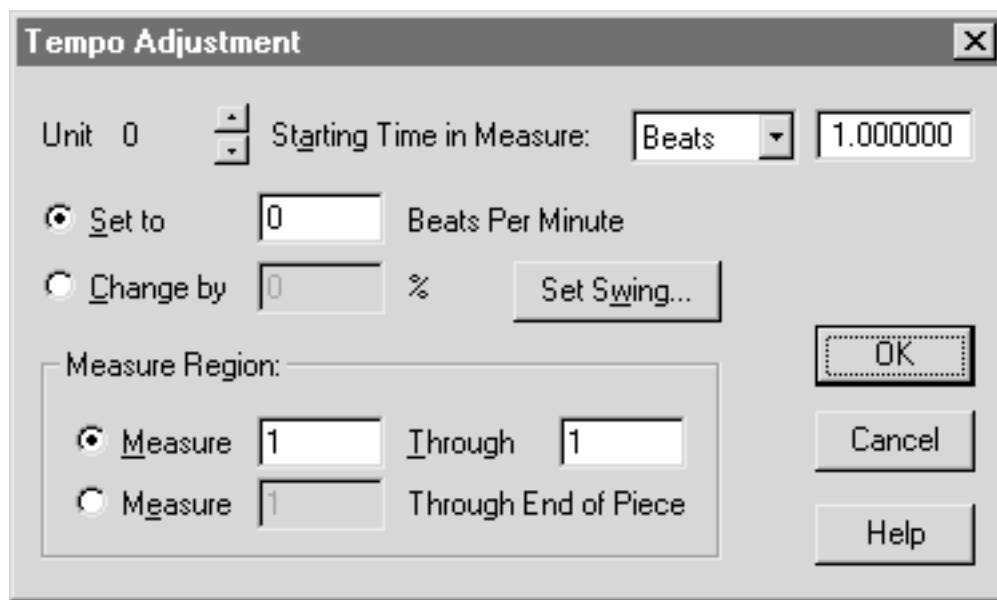 Tempo Adjustment
Unit 0 Starting Time in Measure: Beats 1.000000
Set to 0 Beats Per Minute
Change by 0 % Set Swing...
Measure Region:
Measure 1 Through 1
Measure 1 Through End of Piece
OK
Cancel
Help